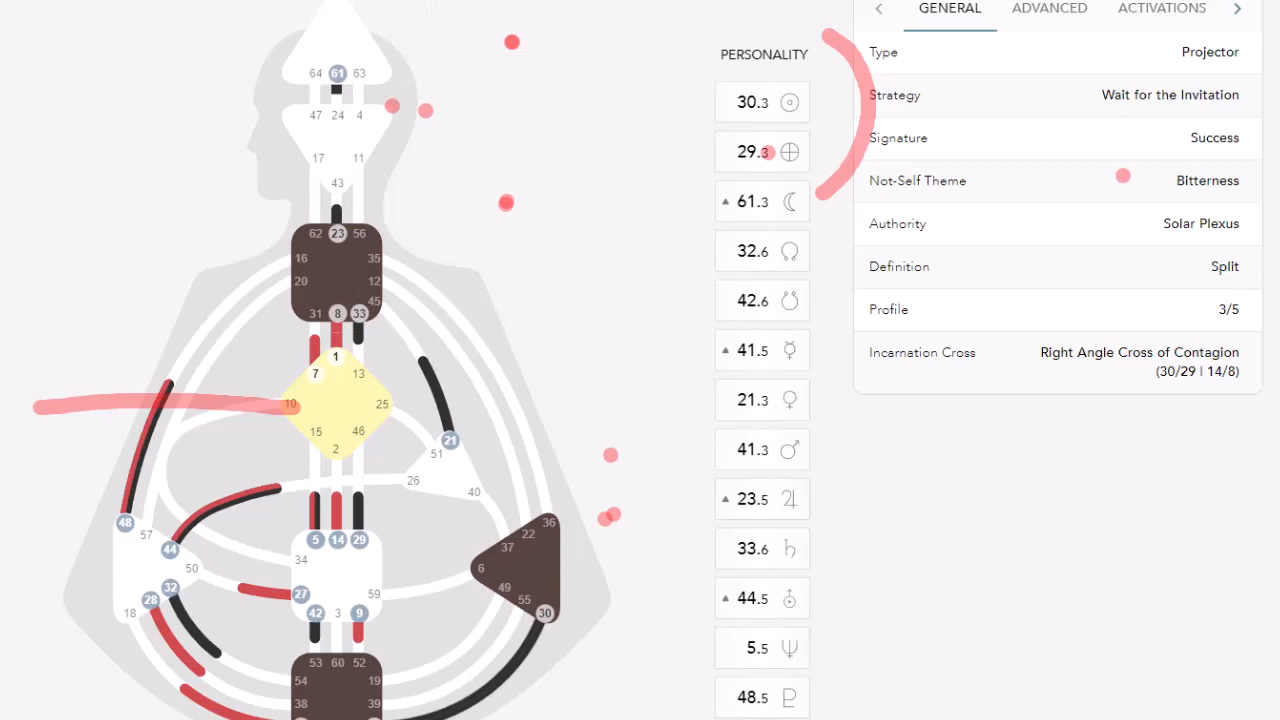 GENERAL ADVANCED ACTIVATIONS
Type Projector
Strategy Wait for the Invitation
Signature Success
Not-Self Theme Bitterness
Authority Solar Plexus
Definition Split
Profile 3/5
Incarnation Cross Right Angle Cross of Contagion
(30/29 | 14/8)
PERSONALITY
30.3
29.3
61.3
32.6
42.6
41.5
21.3
41.3
23.5
33.6
44.5
5.5
48.5
64 61 63
47 24 4
17 11
43
62 23 56
16 35
20 12
45
31 8 33
1
7 13
10 25
15 46
2
21
51
26 40
48 57
44
50
32
28
18
5 14 29
34
27 59
42 3 9
36
22
37
6
49
55
30
53 60 52
54 19
38 39